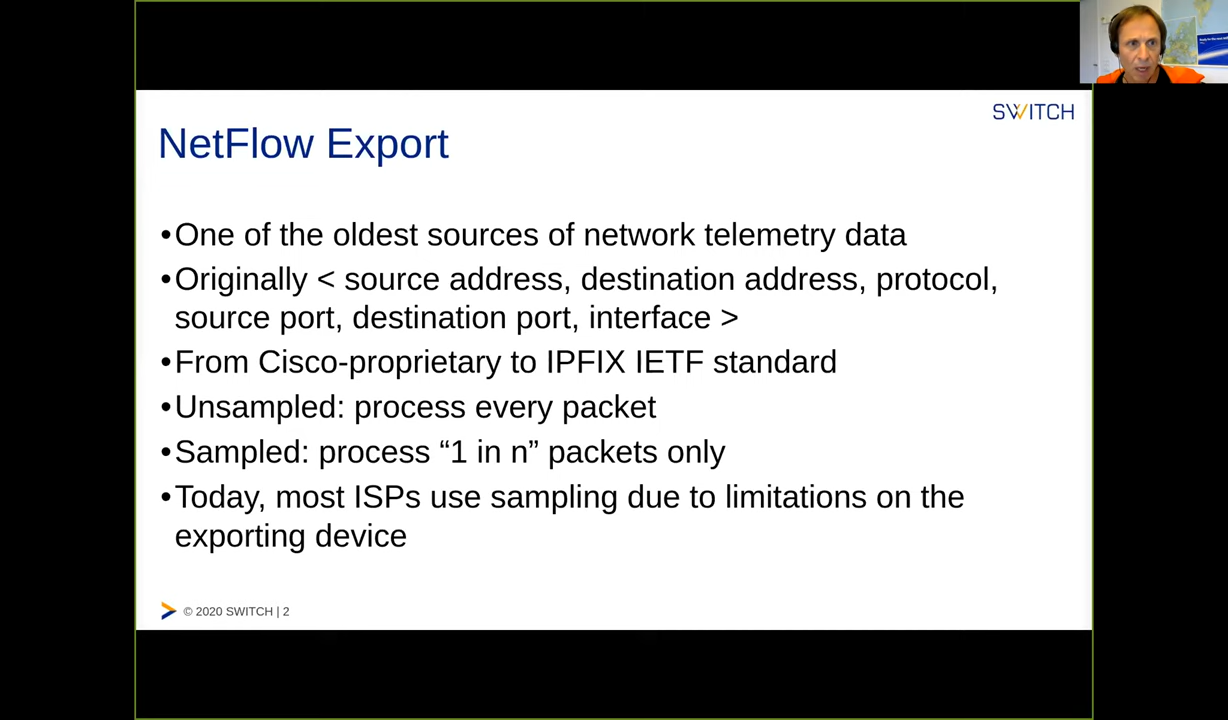 SWITCH
NetFlow Export
•One of the oldest sources of network telemetry data
•Originally < source address, destination address, protocol,
source port, destination port, interface >
•From Cisco-proprietary to IPFIX IETF standard
•Unsampled: process every packet
•Sampled: process “1 in n” packets only
•Today, most ISPs use sampling due to limitations on the
exporting device
© 2020 SWITCH | 2